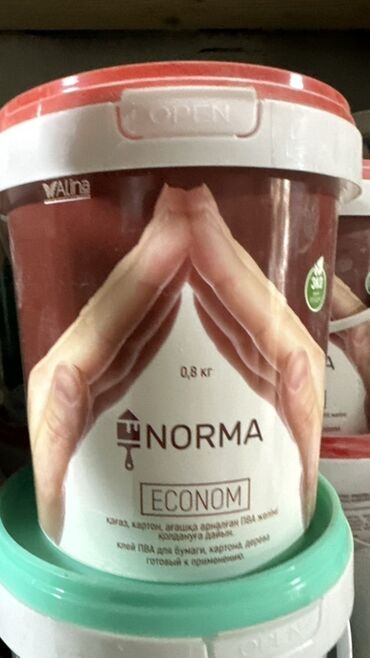 OPEN
Alina
ЭКО
0,8 кг
NORMA
ECONOM
қағаз, картон, ағашқа арналған ПВА желімі
қолдануға дайын.
клей ПВА для бумаги, картона, дерева
готовый к применению.
OPEN